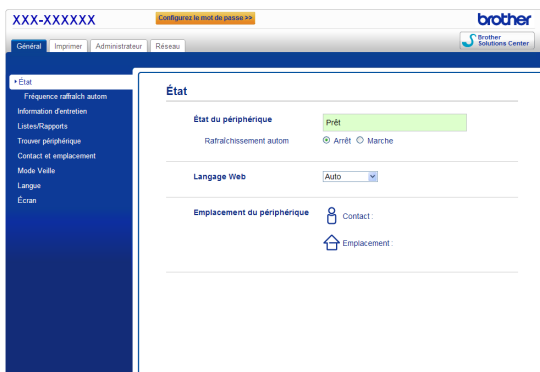 XXX-XXXXXX
Configurez le mot de passe >>
brother
Général Imprimer Administrateur Réseau
Brother
Solutions Center
État
Fréquence raffraîch autom
Information d'entretien
Listes/Rapports
Trouver périphérique
Contact et emplacement
Mode Veille
Langue
Écran
État
État du périphérique Prêt
Rafraîchissement autom Arrêt Marche
Langage Web Auto
Emplacement du périphérique Contact :
Emplacement :